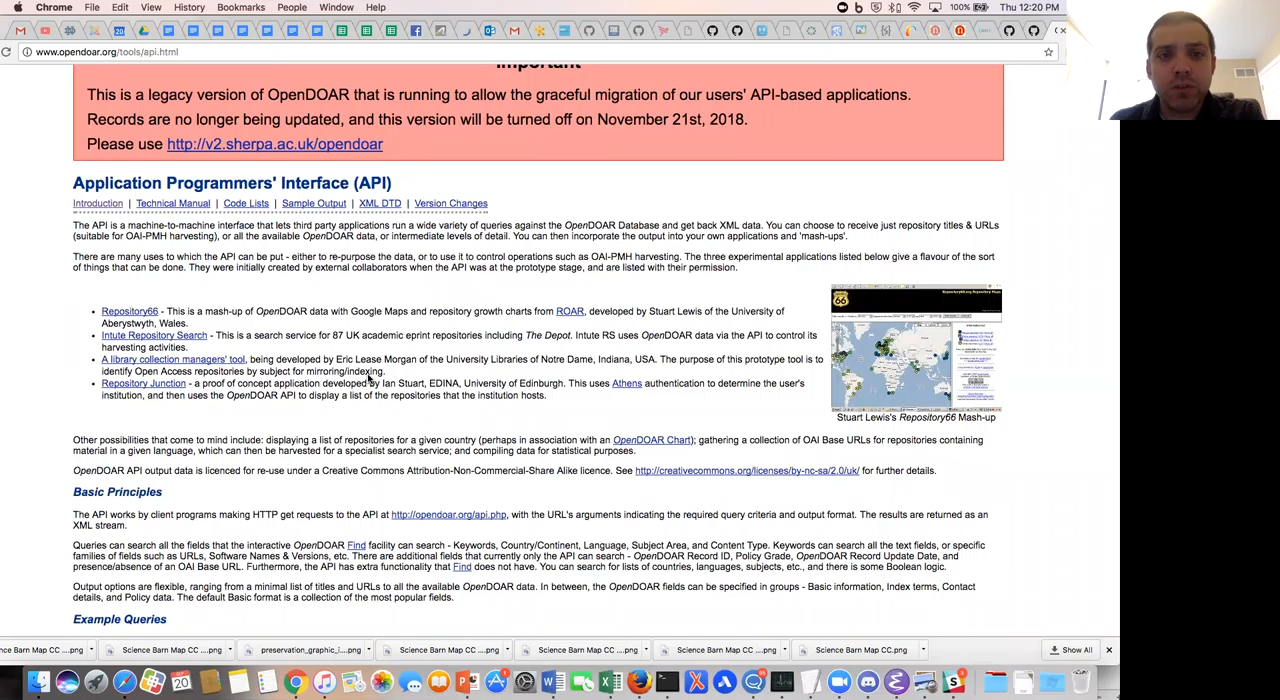 Chrome File Edit View History Bookmarks People Window Help 100% Thu 12:20 PM
www.opendoar.org/tools/api.html
Important
This is a legacy version of OpenDOAR that is running to allow the graceful migration of our users' API-based applications.
Records are no longer being updated, and this version will be turned off on November 21st, 2018.
Please use http://v2.sherpa.ac.uk/opendoar
Application Programmers' Interface (API)
Introduction | Technical Manual | Code Lists | Sample Output | XML DTD | Version Changes
The API is a machine-to-machine interface that lets third party applications run a wide variety of queries against the OpenDOAR Database and get back XML data. You can choose to receive just repository titles & URLs
(suitable for OAI-PMH harvesting), or all the available OpenDOAR data, or intermediate levels of detail. You can then incorporate the output into your own applications and 'mash-ups'.
There are many uses to which the API can be put - either to re-purpose the data, or to use it to control operations such as OAI-PMH harvesting. The three experimental applications listed below give a flavour of the sort
of things that can be done. They were initially created by external collaborators when the API was at the prototype stage, and are listed with their permission.
• Repository66 - This is a mash-up of OpenDOAR data with Google Maps and repository growth charts from ROAR, developed by Stuart Lewis of the University of
Aberystwyth, Wales.
• Intute Repository Search - This is a search service for 87 UK academic eprint repositories including The Depot. Intute RS uses OpenDOAR data via the API to control its
harvesting activities.
• A library collection managers' tool, being developed by Eric Lease Morgan of the University Libraries of Notre Dame, Indiana, USA. The purpose of this prototype tool is to
identify Open Access repositories by subject for mirroring/indexing.
• Repository Junction - a proof of concept application developed by Ian Stuart, EDINA, University of Edinburgh. This uses Athens authentication to determine the user's
institution, and then uses the OpenDOAR API to display a list of the repositories that the institution hosts.
66
Stuart Lewis's Repository66 Mash-up
Other possibilities that come to mind include: displaying a list of repositories for a given country (perhaps in association with an OpenDOAR Chart); gathering a collection of OAI Base URLs for repositories containing
material in a given language, which can then be harvested for a specialist search service; and compiling data for statistical purposes.
OpenDOAR API output data is licenced for re-use under a Creative Commons Attribution-Non-Commercial-Share Alike licence. See http://creativecommons.org/licenses/by-nc-sa/2.0/uk/ for further details.
Basic Principles
The API works by client programs making HTTP get requests to the API at http://opendoar.org/api.php, with the URL's arguments indicating the required query criteria and output format. The results are returned as an
XML stream.
Queries can search all the fields that the interactive OpenDOAR Find facility can search - Keywords, Country/Continent, Language, Subject Area, and Content Type. Keywords can search all the text fields, or specific
families of fields such as URLs, Software Names & Versions, etc. There are additional fields that currently only the API can search - OpenDOAR Record ID, Policy Grade, OpenDOAR Record Update Date, and
presence/absence of an OAI Base URL. Furthermore, the API has extra functionality that Find does not have. You can search for lists of countries, languages, subjects, etc., and there is some Boolean logic.
Output options are flexible, ranging from a minimal list of titles and URLs to all the available OpenDOAR data. In between, the OpenDOAR fields can be specified in groups - Basic information, Index terms, Contact
details, and Policy data. The default Basic format is a collection of the most popular fields.
Example Queries
nce Barn Map CC ....png Science Barn Map CC ....png preservation_graphic_i....png Science Barn Map CC ....png Science Barn Map CC ....png Science Barn Map CC ....png Science Barn Map CC.png Show All